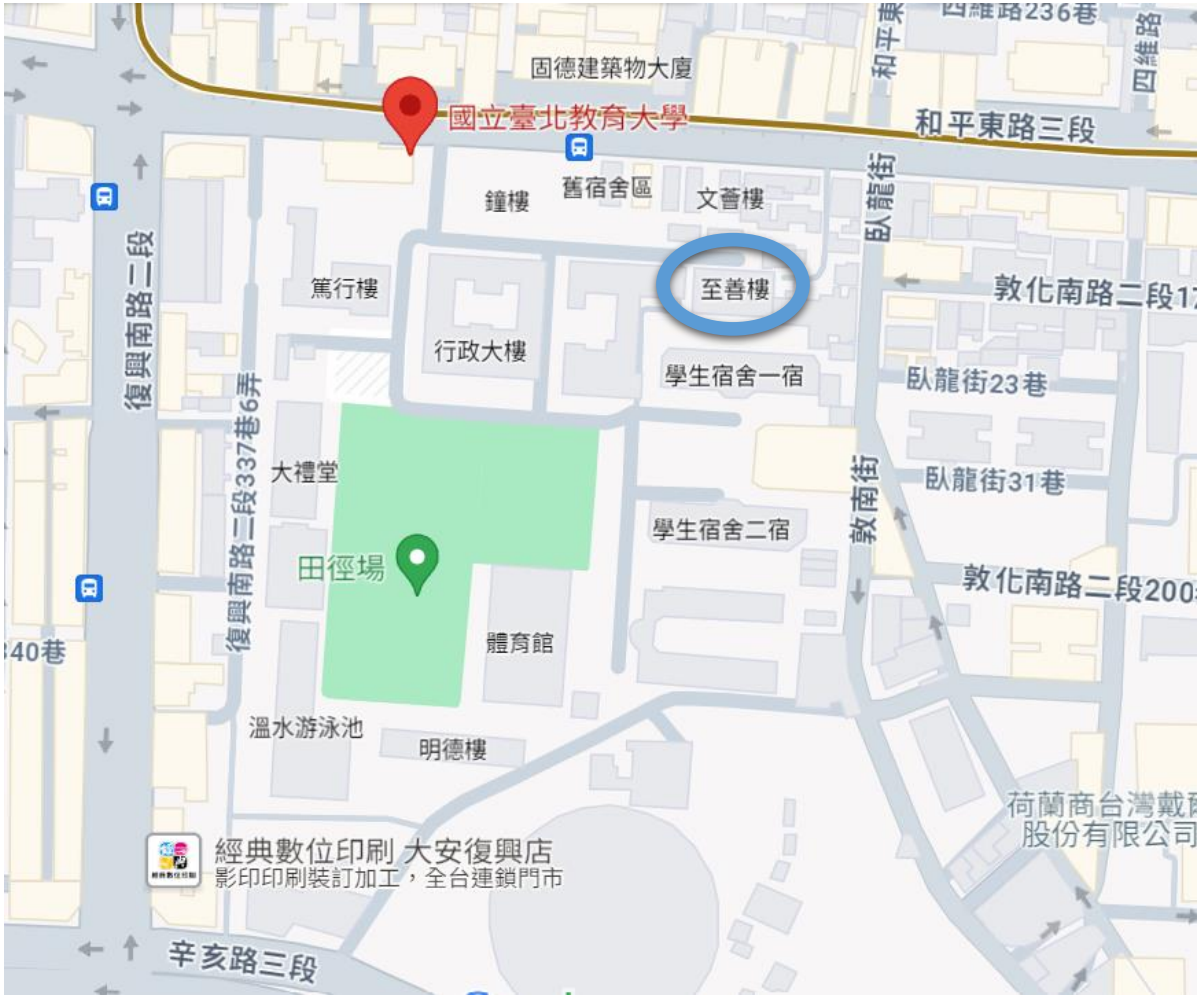 四維路236巷
和平東
四維路
固德建築物大廈
國立臺北教育大學
和平東路三段
鐘樓
舊宿舍區
文薈樓
臥龍街
復興南路二段
篤行樓
至善樓
敦化南路二段17
行政大樓
學生宿舍一宿
臥龍街23巷
復興南路二段337巷6弄
大禮堂
臥龍街31巷
敦南街
學生宿舍二宿
田徑場
敦化南路二段200
340巷
體育館
溫水游泳池
明德樓
荷蘭商台灣戴爾
股份有限公司
經典數位印刷 大安復興店
影印印刷裝訂加工，全台連鎖門市
辛亥路三段